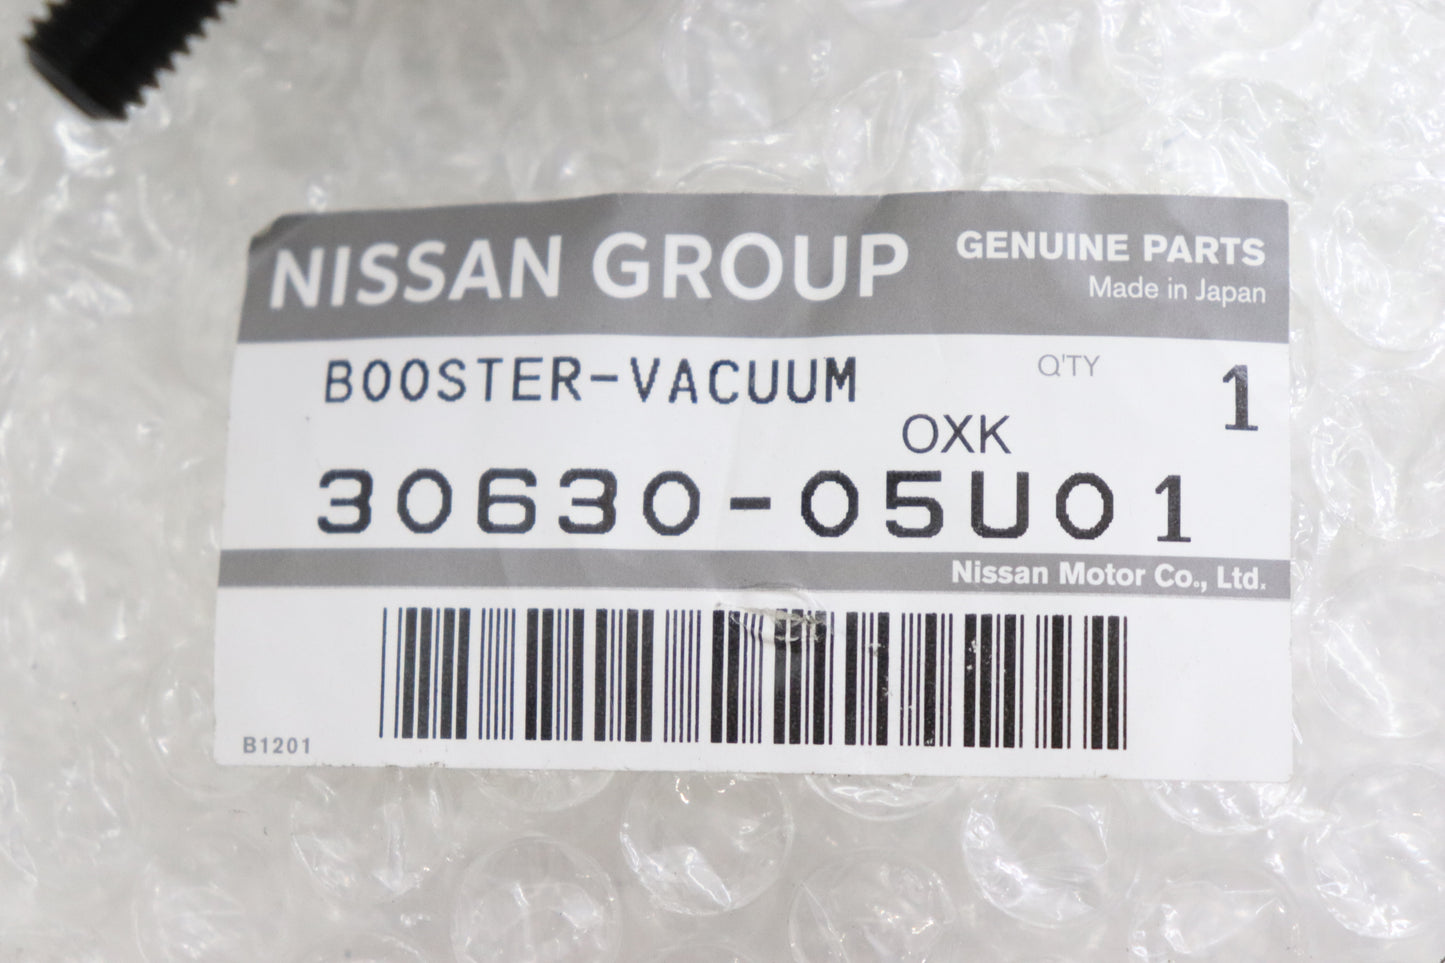 NISSAN GROUP
GENUINE PARTS
Made in Japan
BOOSTER-VACUUM
Q'TY
1
OXK
30630-05U01
Nissan Motor Co., Ltd.
B1201